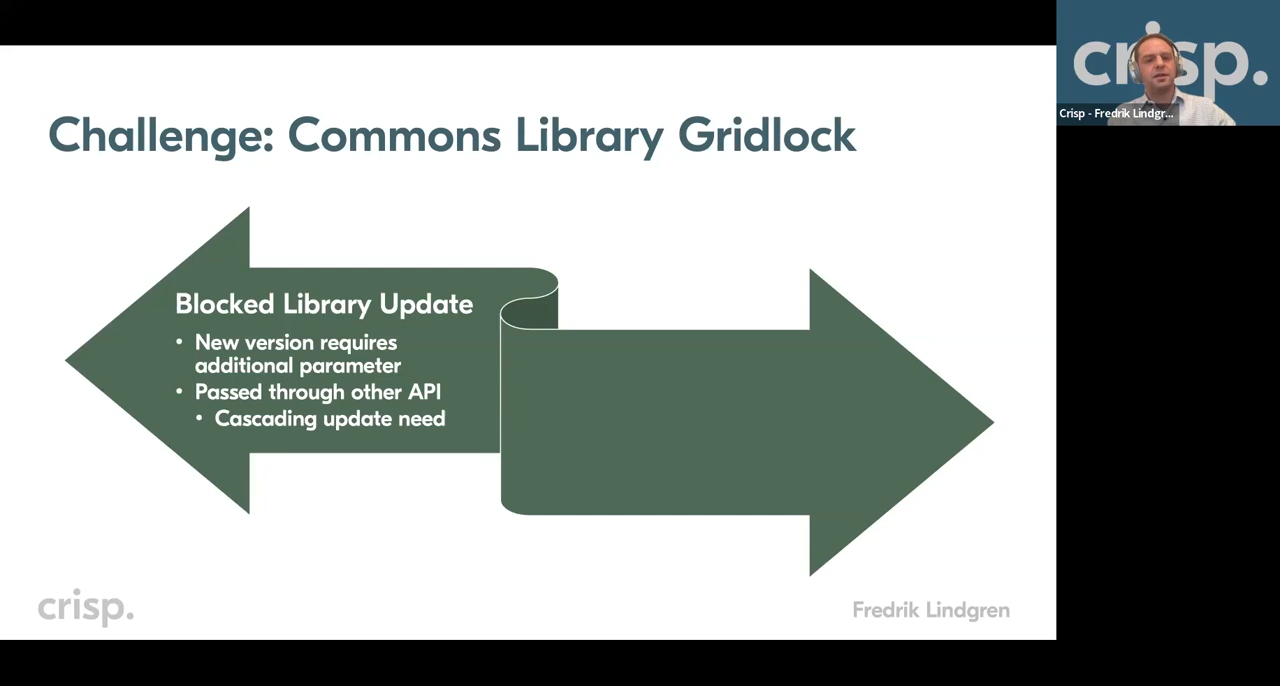 Challenge: Commons Library Gridlock
Blocked Library Update
• New version requires
additional parameter
• Passed through other API
• Cascading update need
crisp.
Fredrik Lindgren
crisp.
Crisp - Fredrik Lindgr...